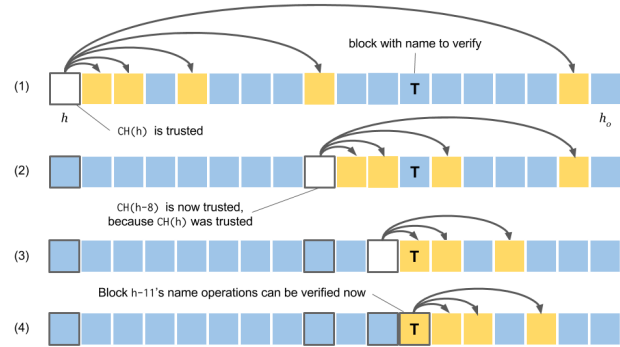 block with name to verify
(1)
T
h
hₒ
CH(h) is trusted
(2)
T
CH(h-8) is now trusted,
because CH(h) was trusted
(3)
T
Block h-11's name operations can be verified now
(4)
T